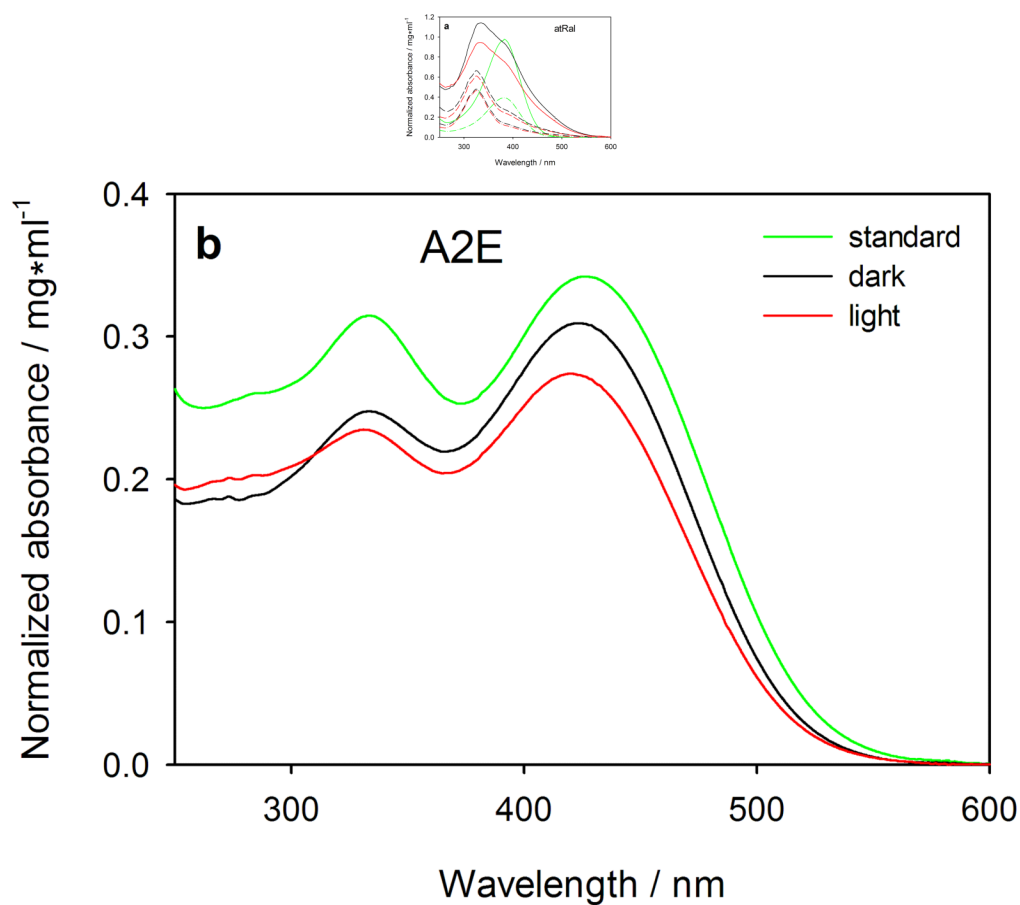 a
atRal
Normalized absorbance / mg*ml-1
1.2
1.0
0.8
0.6
0.4
0.2
0.0
300 400 500 600
Wavelength / nm
b
A2E
standard
dark
light
Normalized absorbance / mg*ml-1
0.4
0.3
0.2
0.1
0.0
300 400 500 600
Wavelength / nm